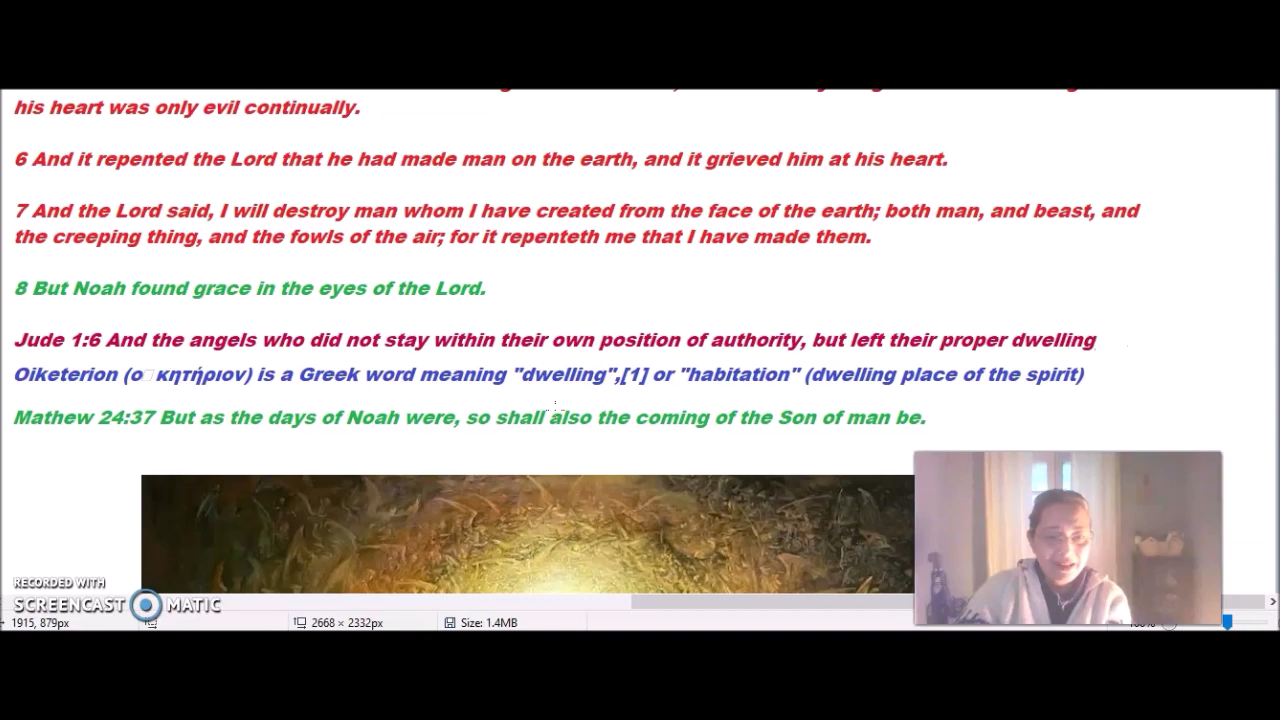 his heart was only evil continually.
6 And it repented the Lord that he had made man on the earth, and it grieved him at his heart.
7 And the Lord said, I will destroy man whom I have created from the face of the earth; both man, and beast, and
the creeping thing, and the fowls of the air; for it repenteth me that I have made them.
8 But Noah found grace in the eyes of the Lord.
Jude 1:6 And the angels who did not stay within their own position of authority, but left their proper dwelling
Oiketerion (ο□κητήριον) is a Greek word meaning "dwelling",[1] or "habitation" (dwelling place of the spirit)
Mathew 24:37 But as the days of Noah were, so shall also the coming of the Son of man be.
RECORDED WITH
SCREENCAST MATIC
1915, 879px
2668 × 2332px
Size: 1.4MB